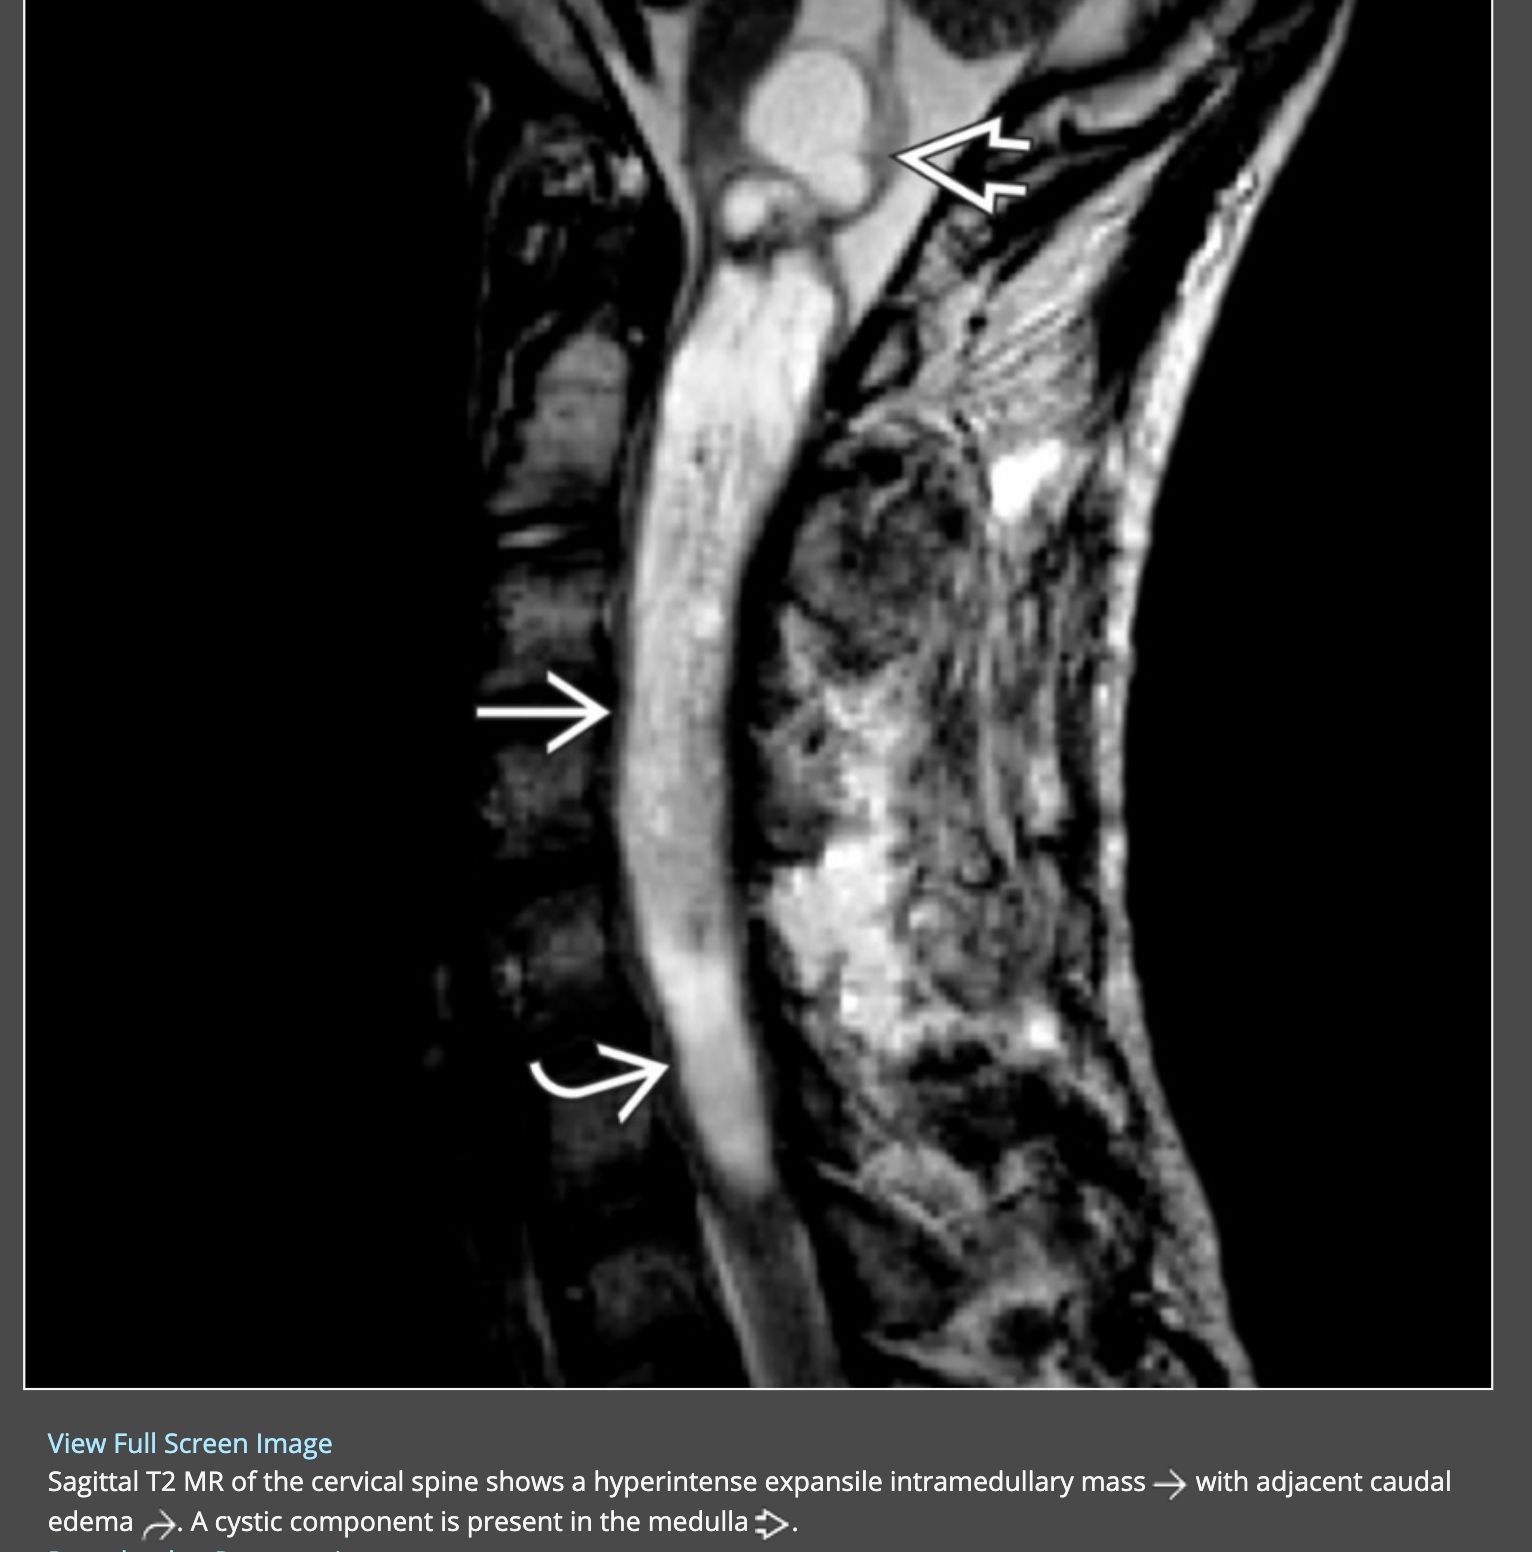 View Full Screen Image
Sagittal T2 MR of the cervical spine shows a hyperintense expansile intramedullary mass with adjacent caudal
edema . A cystic component is present in the medulla .